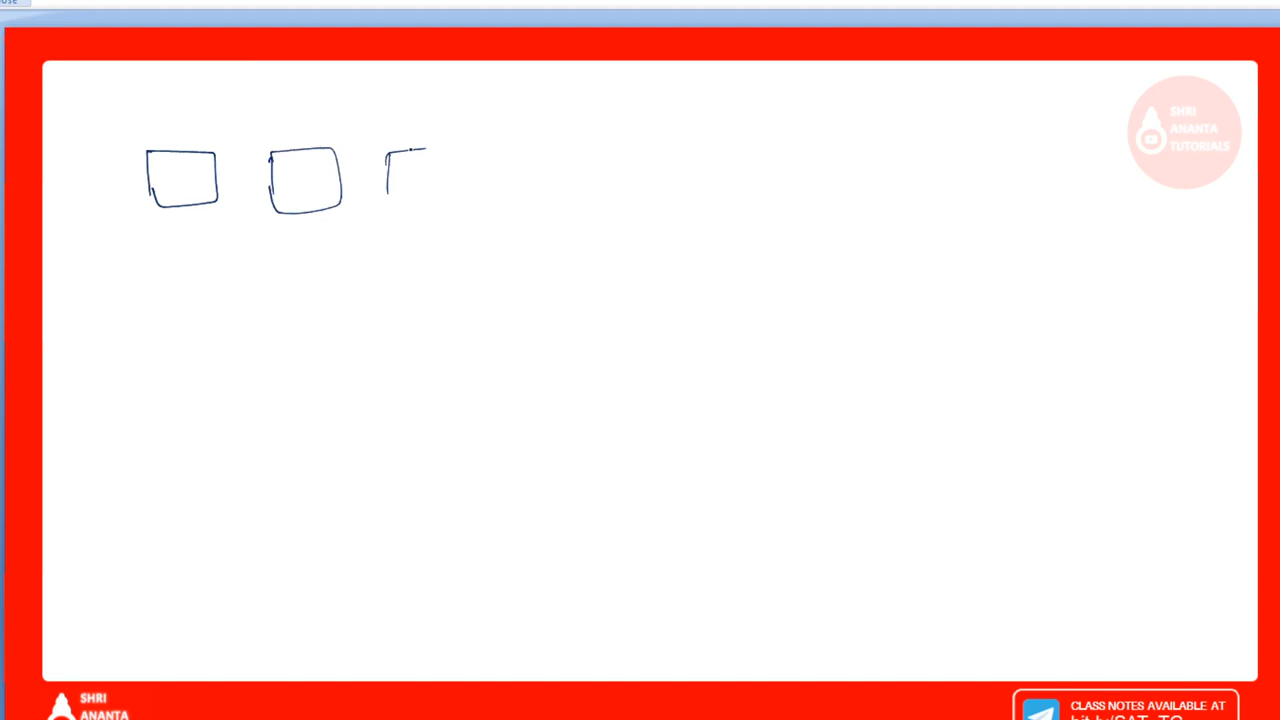 SHRI
ANANTA
TUTORIALS
SHRI
ANANTA
CLASS NOTES AVAILABLE AT